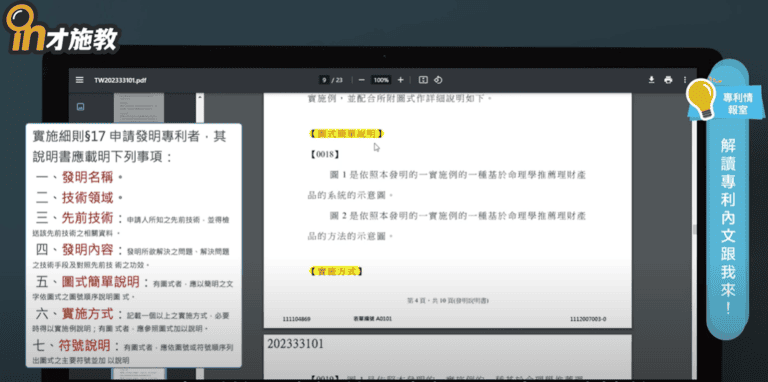 in才施教
TW202333101.pdf
9 / 23
100%
實施細則§17 申請發明專利者，其
說明書應載明下列事項：
一、發明名稱。
二、技術領域。
三、先前技術：申請人所知之先前技術，並得檢
送該先前技術之相關資料。
四、發明內容：發明所欲解決之問題、解決問題
之技術手段及對照先前技術之功效。
五、圖式簡單說明：有圖式者，應以簡明之文
字依圖式之圖號順序說明圖式。
六、實施方式：記載一個以上之實施方式，必要
時得以實施例說明；有圖式者，應參照圖式加以說明。
七、符號說明：有圖式者，應依圖號或符號順序列
出圖式之主要符號並加以說明
實施例，並配合所附圖式作詳細說明如下。
【圖式簡單說明】
【0018】
圖 1 是依照本發明的一實施例的一種基於命理學推薦理財產
品的系統的示意圖。
圖 2 是依照本發明的一實施例的一種基於命理學推薦理財產
品的方法的示意圖。
【實施方式】
第 4 頁，共 10 頁(發明說明書)
111104869
表單編號 A0101
1112007003-0
202333101
專利情
報室
解讀專利內文跟我來！